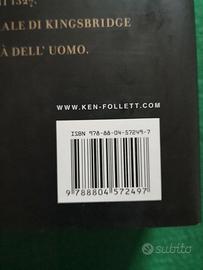 1327.
ALE DI KINGSBRIDGE
À DELL'UOMO.
WWW.KEN-FOLLETT.COM
ISBN 978-88-04-57249-7
9 788804 572497
subito